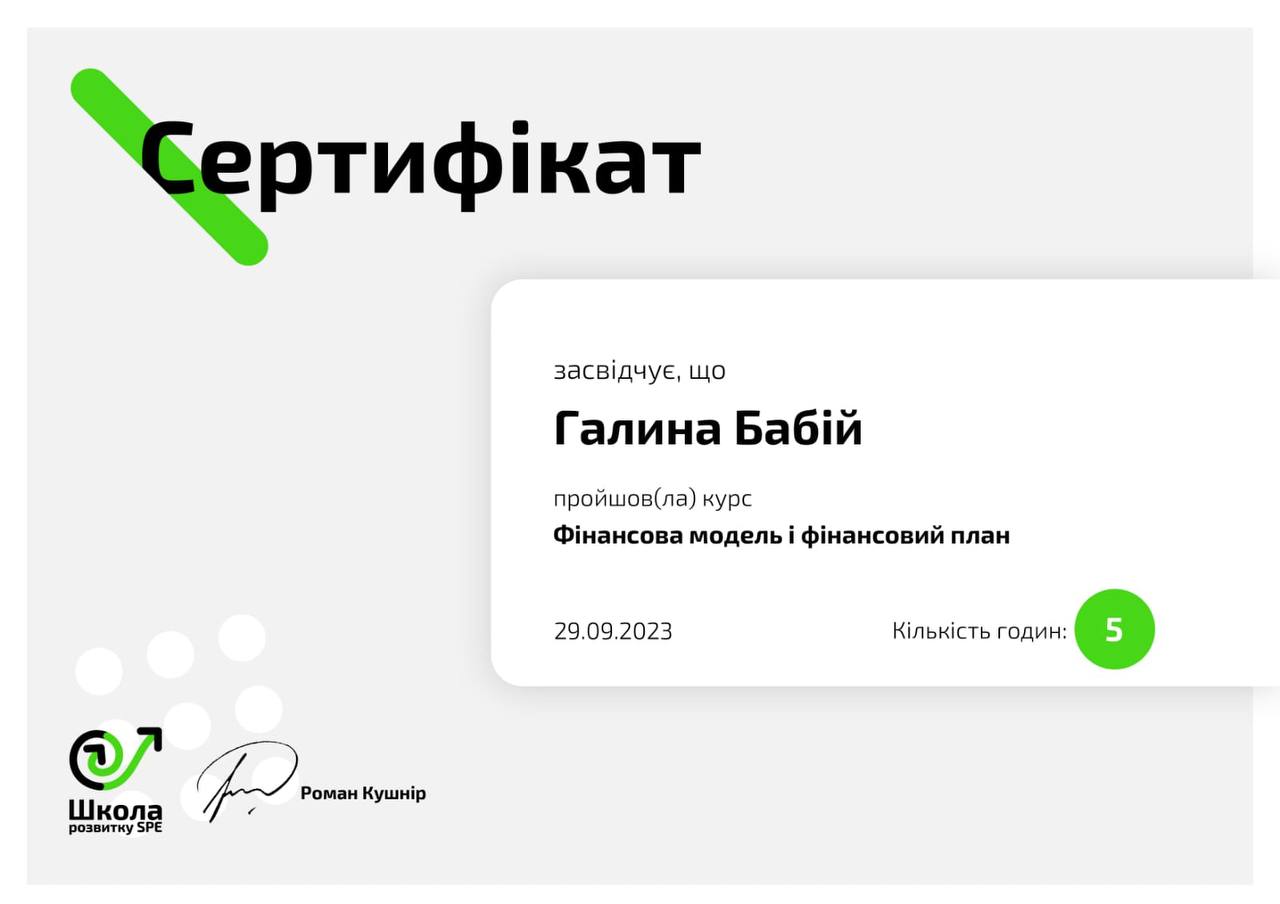 Сертифікат
засвідчує, що
Галина Бабій
пройшов(ла) курс
Фінансова модель і фінансовий план
29.09.2023
Кількість годин: 5
Школа
розвитку SPE
Роман Кушнір